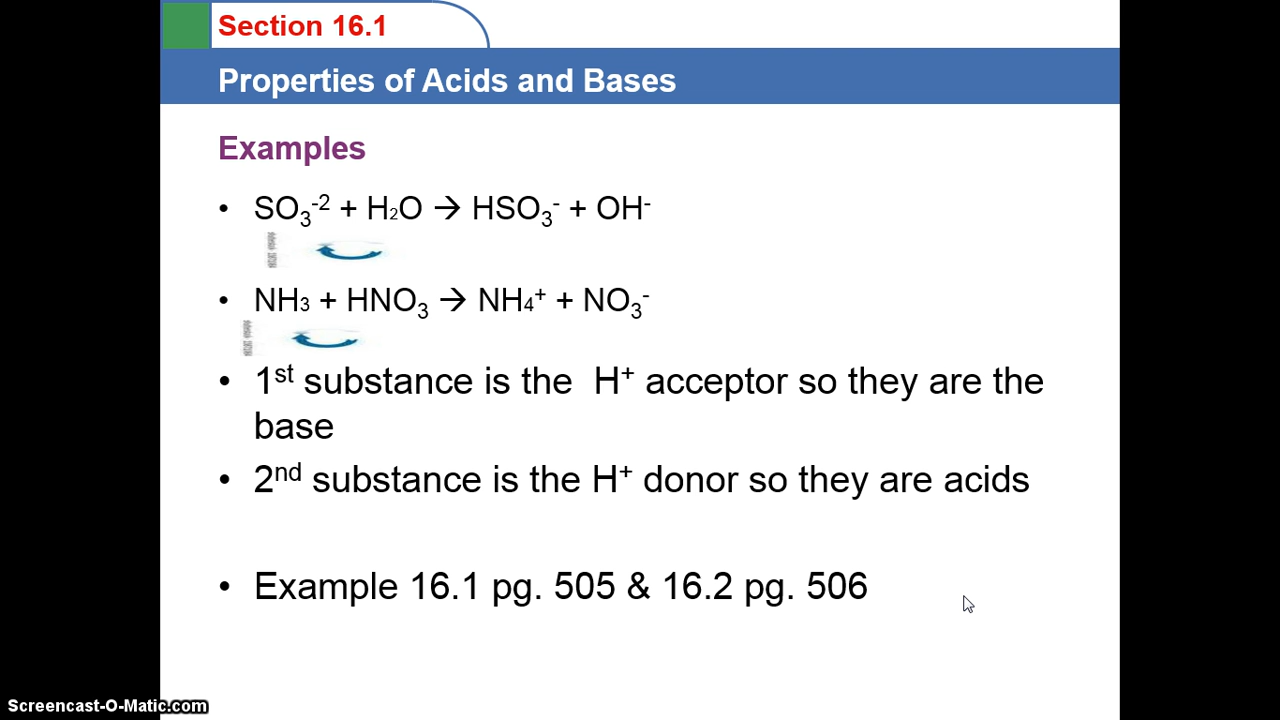 Section 16.1
Properties of Acids and Bases
Examples
• SO₃⁻² + H₂O → HSO₃⁻ + OH⁻
• NH₃ + HNO₃ → NH₄⁺ + NO₃⁻
• 1ˢᵗ substance is the H⁺ acceptor so they are the
base
• 2ⁿᵈ substance is the H⁺ donor so they are acids
• Example 16.1 pg. 505 & 16.2 pg. 506
Screencast-O-Matic.com